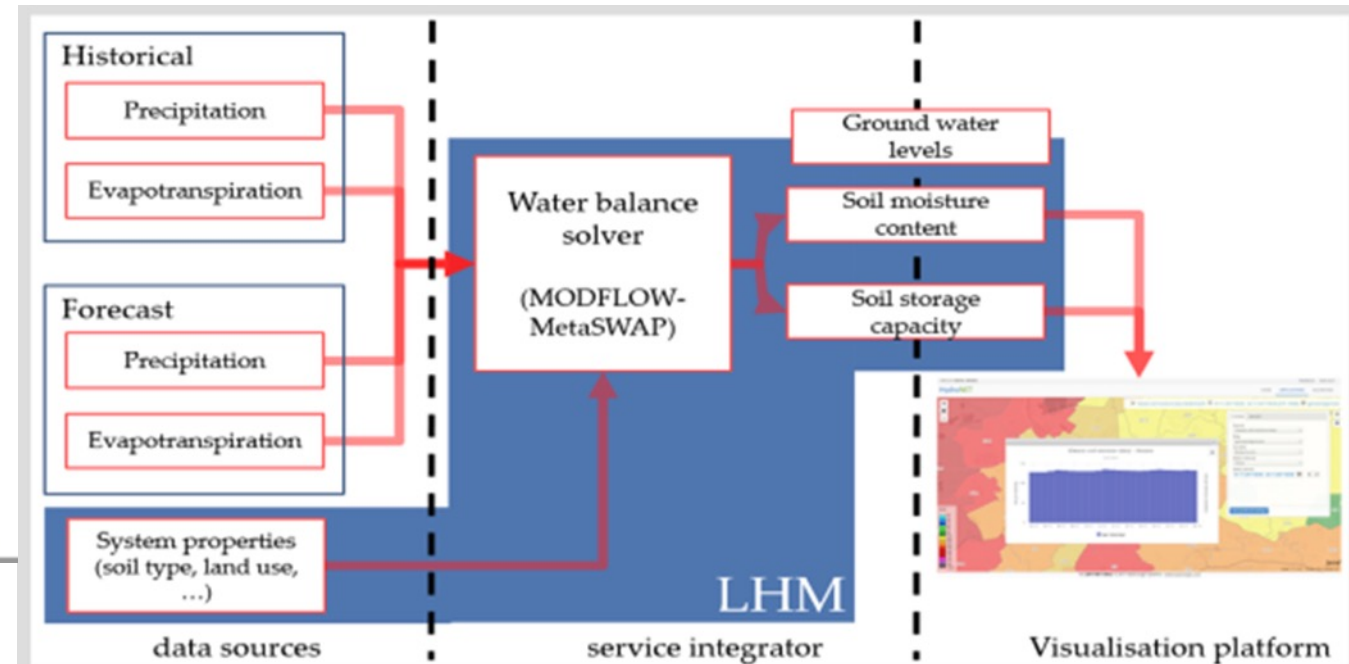 Historical
Precipitation
Evapotranspiration
Forecast
Precipitation
Evapotranspiration
System properties
(soil type, land use,
...)
Water balance
solver
(MODFLOW-
MetaSWAP)
Ground water
levels
Soil moisture
content
Soil storage
capacity
LHM
data sources
service integrator
Visualisation platform